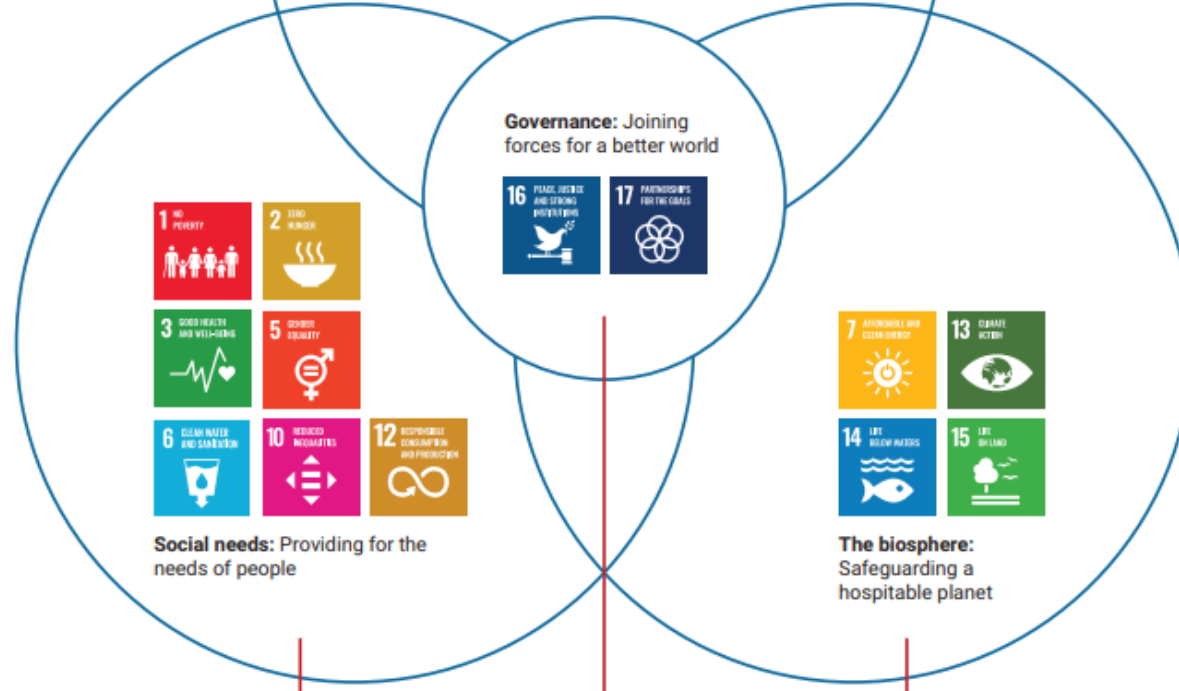 Governance: Joining
forces for a better world
16 PEACE, JUSTICE
AND STRONG
INSTITUTIONS
17 PARTNERSHIPS
FOR THE GOALS
1 NO
POVERTY
2 ZERO
HUNGER
3 GOOD HEALTH
AND WELL-BEING
5 GENDER
EQUALITY
6 CLEAN WATER
AND SANITATION
10 REDUCED
INEQUALITIES
12 RESPONSIBLE
CONSUMPTION
AND PRODUCTION
Social needs: Providing for the
needs of people
7 AFFORDABLE AND
CLEAN ENERGY
13 CLIMATE
ACTION
14 LIFE
BELOW WATERS
15 LIFE
ON LAND
The biosphere:
Safeguarding a
hospitable planet